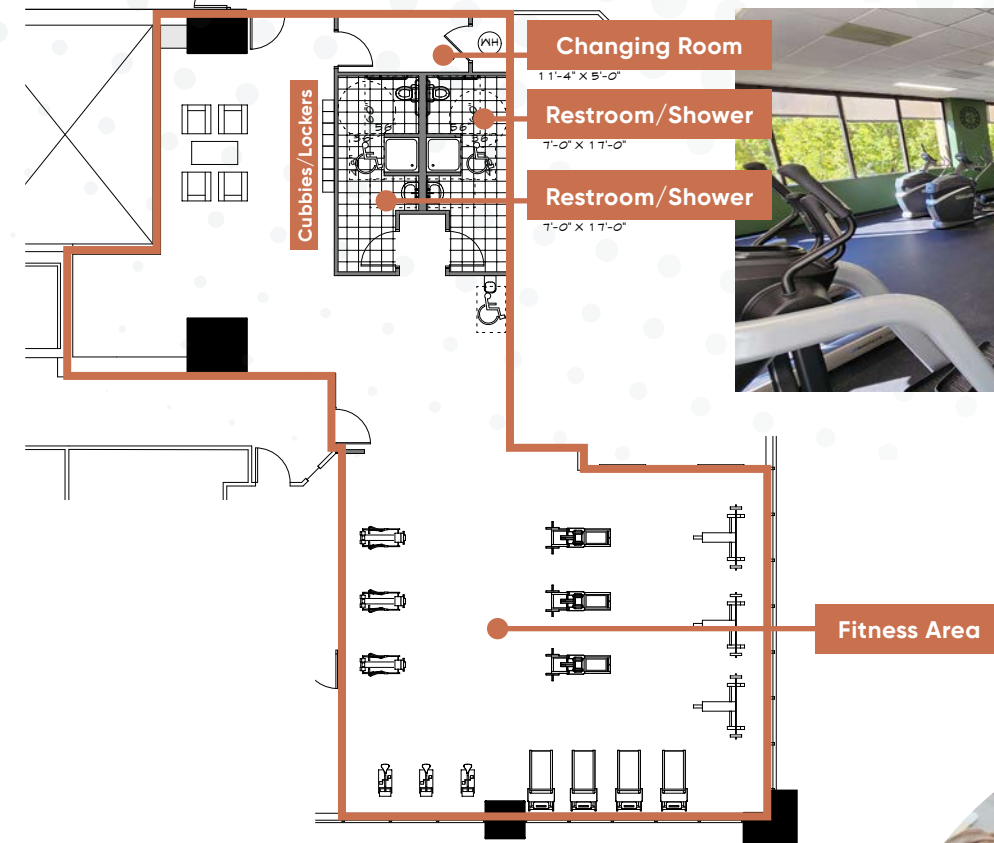 Changing Room
11'-4" X 5'-0"
WH
Restroom/Shower
7'-0" X 17'-0"
Restroom/Shower
7'-0" X 17'-0"
Cubbies/Lockers
Fitness Area